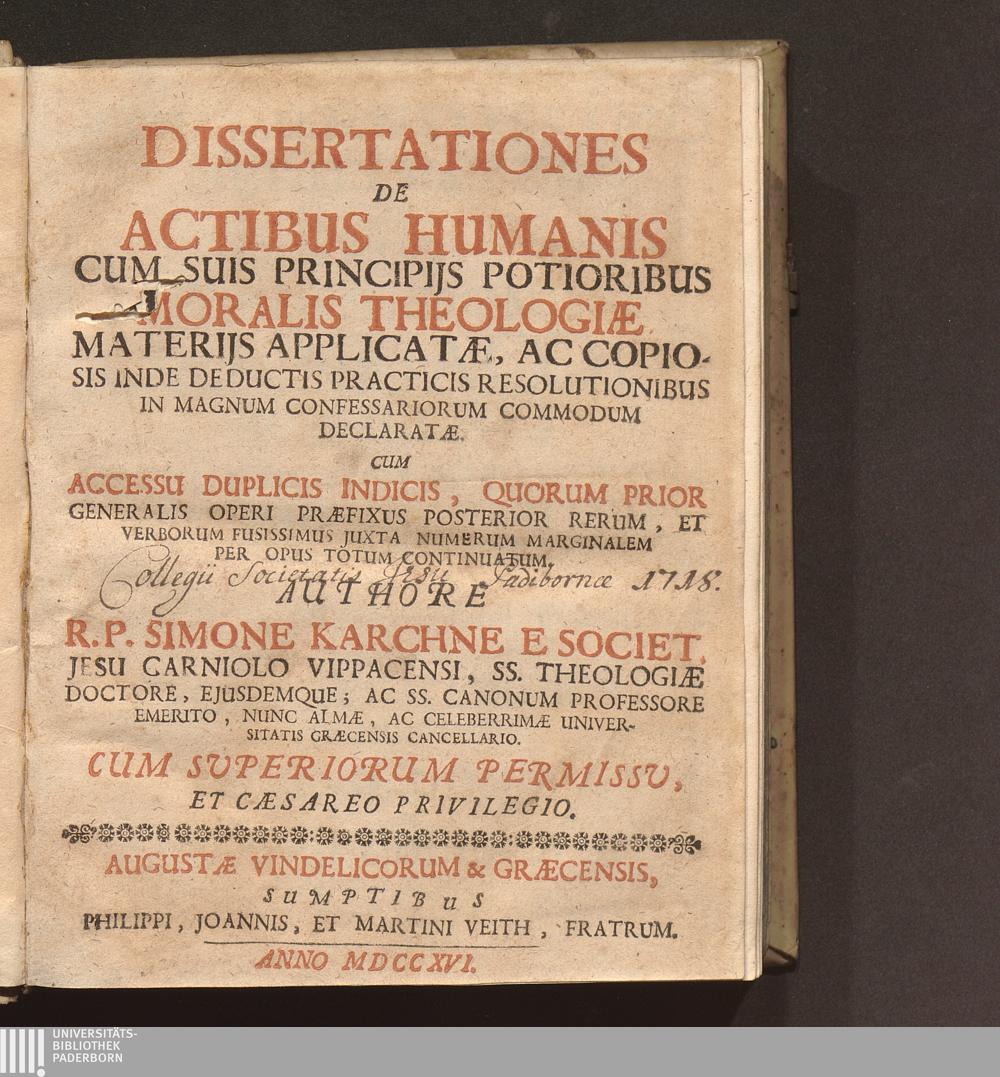 DISSERTATIONES
DE
ACTIBUS HUMANIS
CUM SUIS PRINCIPIJS POTIORIBUS
MORALIS THEOLOGIÆ
MATERIJS APPLICATÆ, AC COPIO-
SIS INDE DEDUCTIS PRACTICIS RESOLUTIONIBUS
IN MAGNUM CONFESSARIORUM COMMODUM
DECLARATÆ.
CUM
ACCESSU DUPLICIS INDICIS, QUORUM PRIOR
GENERALIS OPERI PRÆFIXUS POSTERIOR RERUM, ET
VERBORUM FUSISSIMUS JUXTA NUMERUM MARGINALEM
PER OPUS TOTUM CONTINUATUM.
Collegii Societatis Jesu Padibornæ 1718.
AUTHORE
R.P. SIMONE KARCHNE E SOCIET.
JESU CARNIOLO VIPPACENSI, SS. THEOLOGIÆ
DOCTORE, EJUSDEMQUE; AC SS. CANONUM PROFESSORE
EMERITO, NUNC ALMÆ, AC CELEBERRIMÆ UNIVER-
SITATIS GRÆCENSIS CANCELLARIO.
CUM SVPERIORUM PERMISSV,
ET CÆSAREO PRIVILEGIO.
AUGUSTÆ VINDELICORUM & GRÆCENSIS,
SUMPTIBUS
PHILIPPI, JOANNIS, ET MARTINI VEITH, FRATRUM.
ANNO MDCCXVI.
UNIVERSITÄTS-
BIBLIOTHEK
PADERBORN